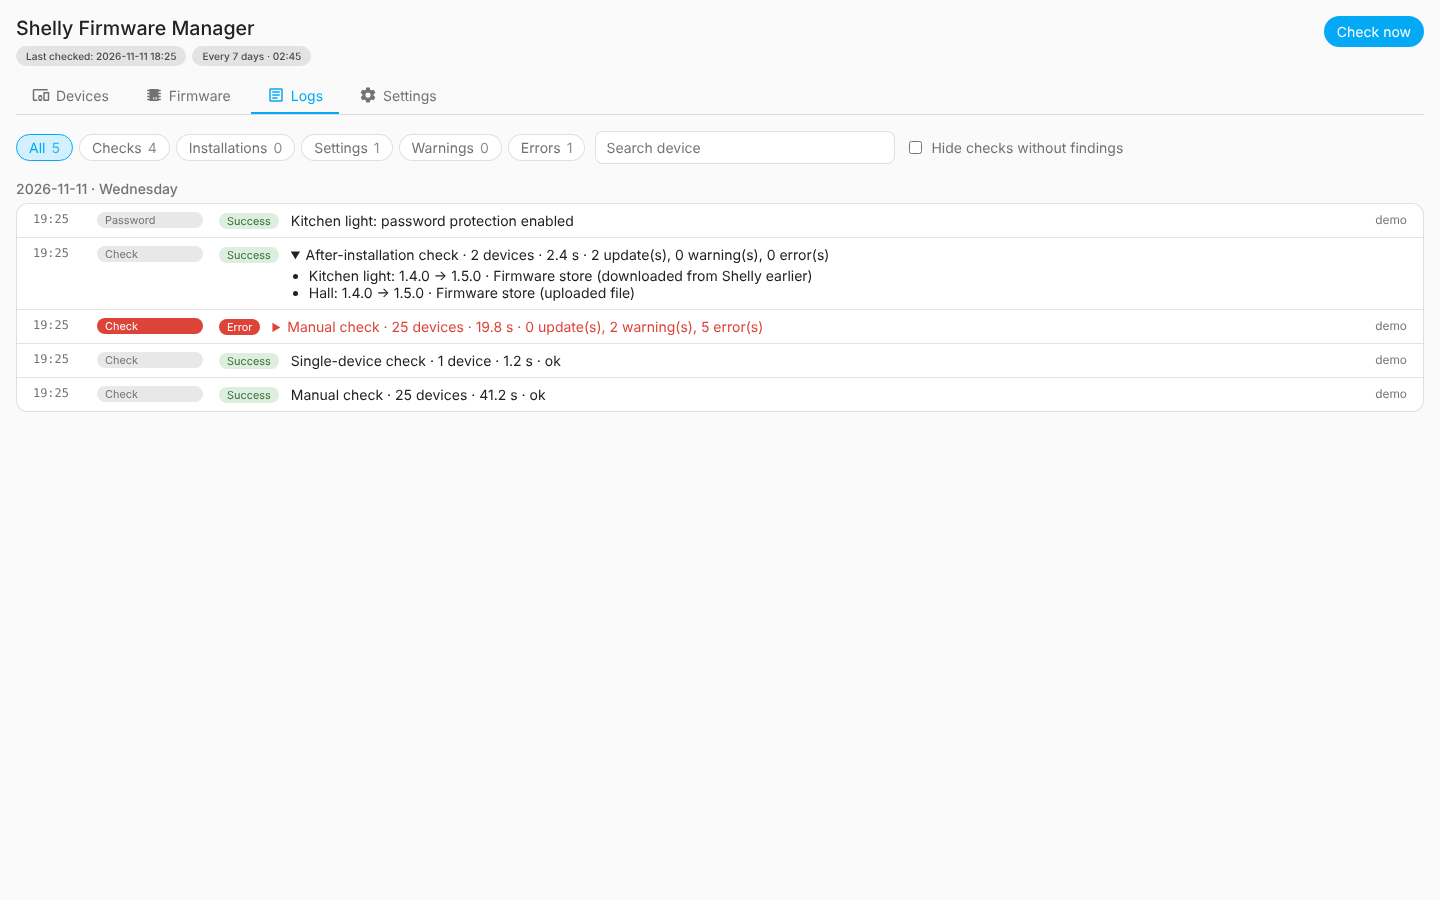 Shelly Firmware Manager
Check now
Last checked: 2026-11-11 18:25
Every 7 days · 02:45
Devices
Firmware
Logs
Settings
All 5
Checks 4
Installations 0
Settings 1
Warnings 0
Errors 1
Search device
Hide checks without findings
2026-11-11 · Wednesday
19:25 Password Success Kitchen light: password protection enabled demo
19:25 Check Success After-installation check · 2 devices · 2.4 s · 2 update(s), 0 warning(s), 0 error(s)
• Kitchen light: 1.4.0 → 1.5.0 · Firmware store (downloaded from Shelly earlier)
• Hall: 1.4.0 → 1.5.0 · Firmware store (uploaded file)
19:25 Check Error Manual check · 25 devices · 19.8 s · 0 update(s), 2 warning(s), 5 error(s) demo
19:25 Check Success Single-device check · 1 device · 1.2 s · ok demo
19:25 Check Success Manual check · 25 devices · 41.2 s · ok demo